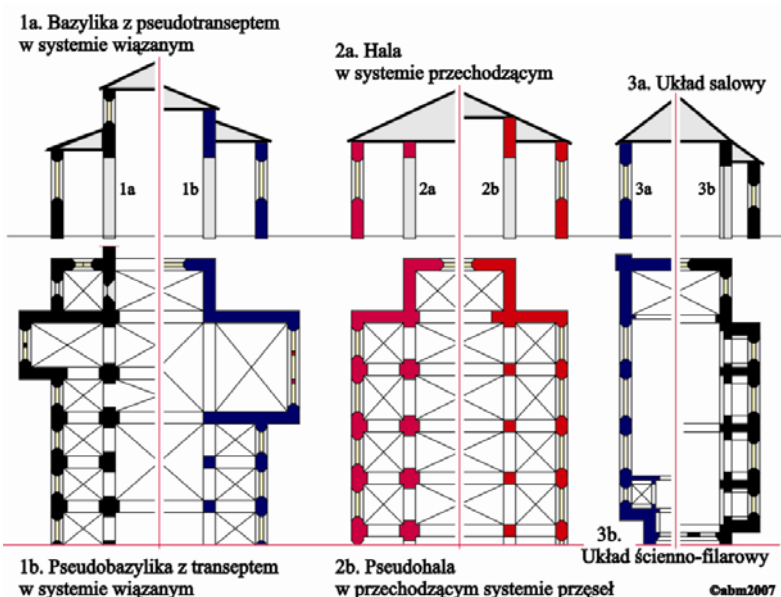 1a. Bazylika z pseudotranseptem
w systemie wiązanym
2a. Hala
w systemie przechodzącym
3a. Układ salowy
1a
1b
2a
2b
3a
3b
3b.
Układ ścienno-filarowy
1b. Pseudobazylika z transeptem
w systemie wiązanym
2b. Pseudohala
w przechodzącym systemie przęseł
©abm2007